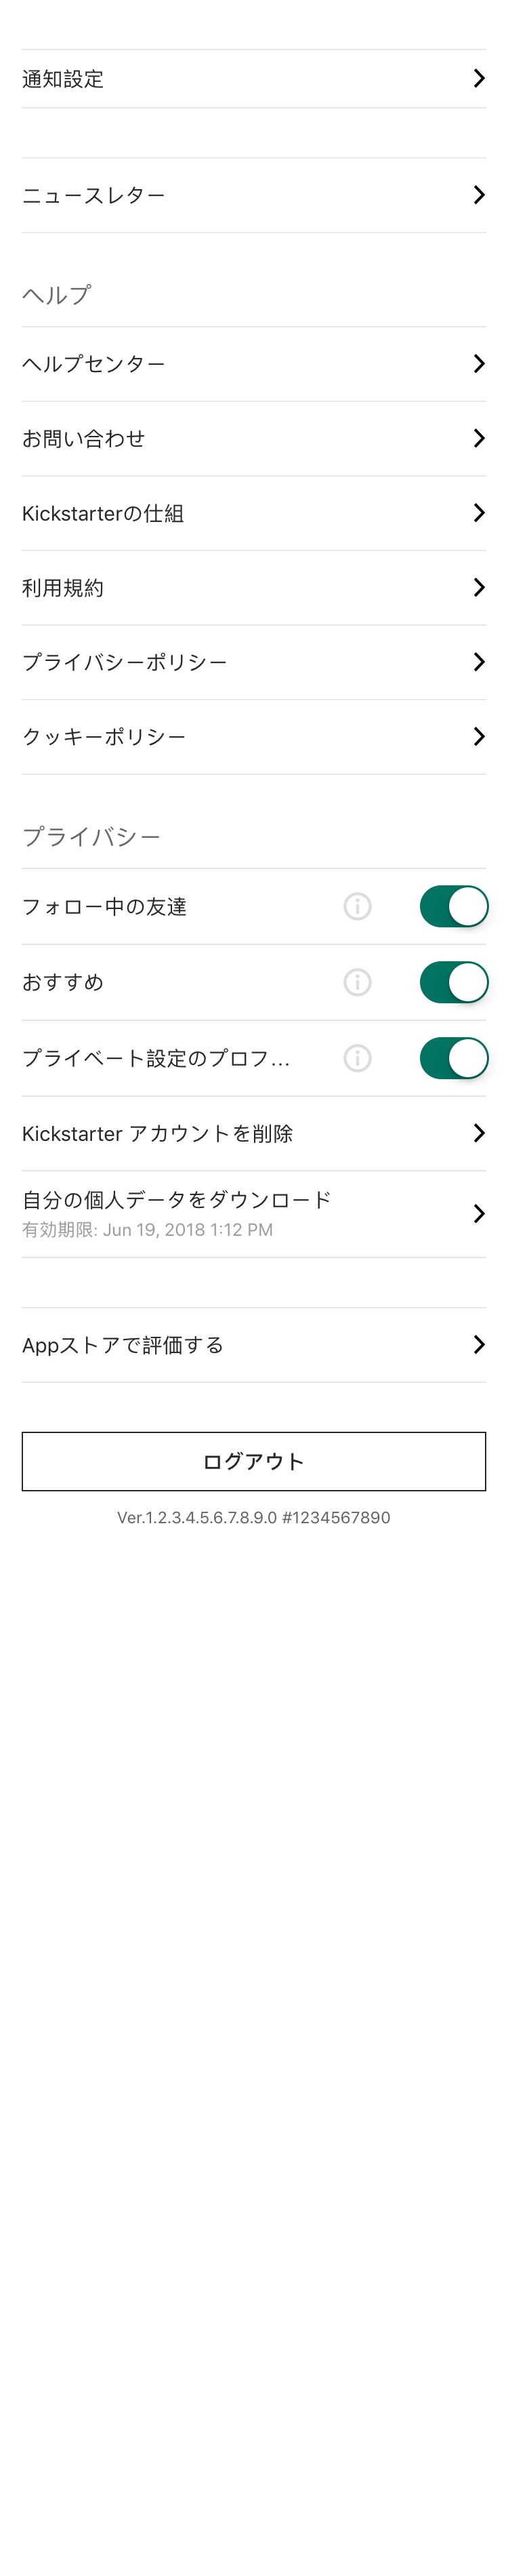 通知設定
ニュースレター
ヘルプ
ヘルプセンター
お問い合わせ
Kickstarterの仕組
利用規約
プライバシーポリシー
クッキーポリシー
プライバシー
フォロー中の友達
おすすめ
プライベート設定のプロフ...
Kickstarter アカウントを削除
自分の個人データをダウンロード
有効期限: Jun 19, 2018 1:12 PM
Appストアで評価する
ログアウト
Ver.1.2.3.4.5.6.7.8.9.0 #1234567890